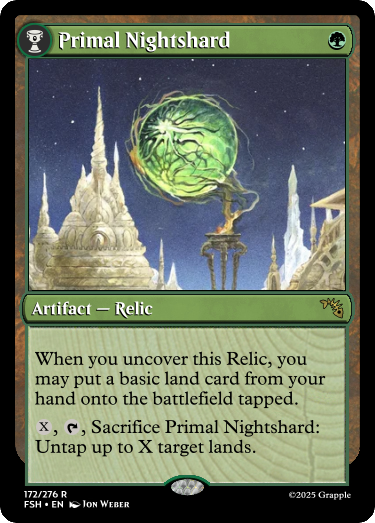 Primal Nightshard
Artifact — Relic
When you uncover this Relic, you
may put a basic land card from your
hand onto the battlefield tapped.
X, , Sacrifice Primal Nightshard:
Untap up to X target lands.
172/276 R
FSH • EN Jon Weber
©2025 Grapple